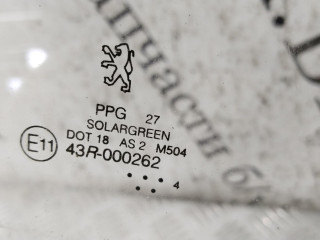 PPG 27
SOLARGREEN
DOT 18 AS 2 M504
E11 43R-000262
4
запчасти б/